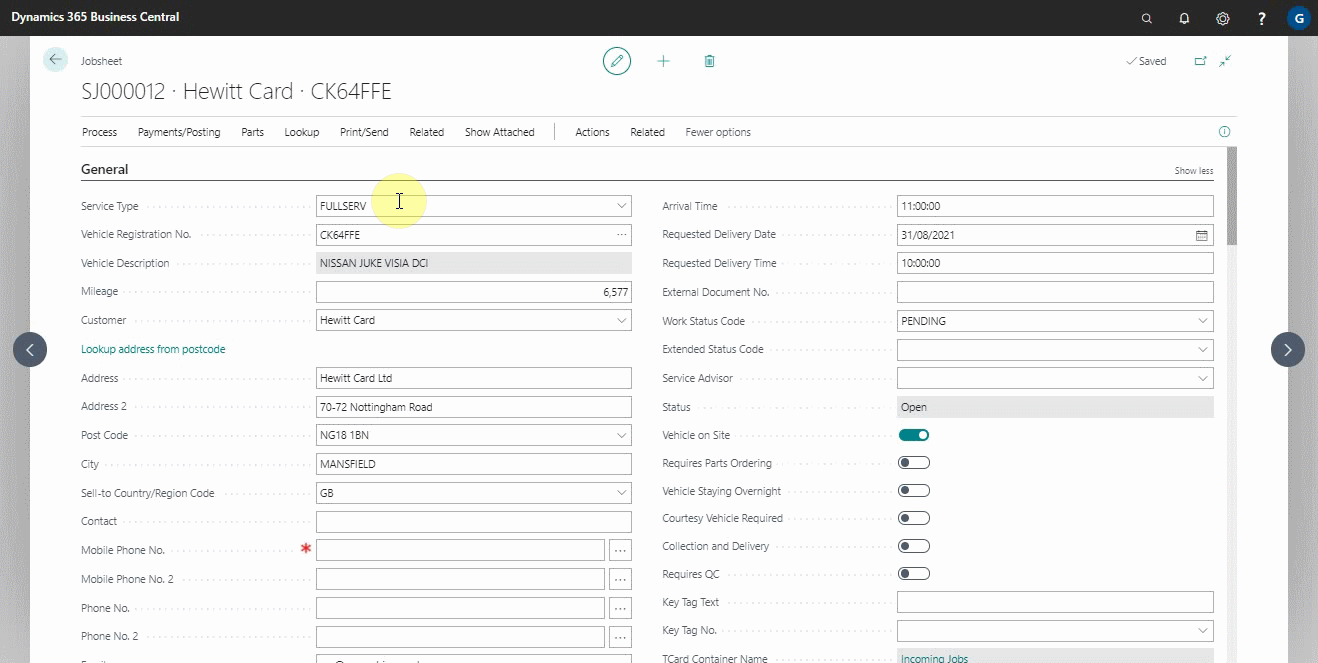 Dynamics 365 Business Central
?
G
Jobsheet
Saved
SJ000012 · Hewitt Card · CK64FFE
Process Payments/Posting Parts Lookup Print/Send Related Show Attached Actions Related Fewer options
General
Show less
Service Type FULLSERV
Vehicle Registration No. CK64FFE
Vehicle Description NISSAN JUKE VISIA DCI
Mileage 6,577
Customer Hewitt Card
Lookup address from postcode
Address Hewitt Card Ltd
Address 2 70-72 Nottingham Road
Post Code NG18 1BN
City MANSFIELD
Sell-to Country/Region Code GB
Contact
Mobile Phone No. *
Mobile Phone No. 2
Phone No.
Phone No. 2
Arrival Time 11:00:00
Requested Delivery Date 31/08/2021
Requested Delivery Time 10:00:00
External Document No.
Work Status Code PENDING
Extended Status Code
Service Advisor
Status Open
Vehicle on Site
Requires Parts Ordering
Vehicle Staying Overnight
Courtesy Vehicle Required
Collection and Delivery
Requires QC
Key Tag Text
Key Tag No.
TCard Container Name Incoming Jobs